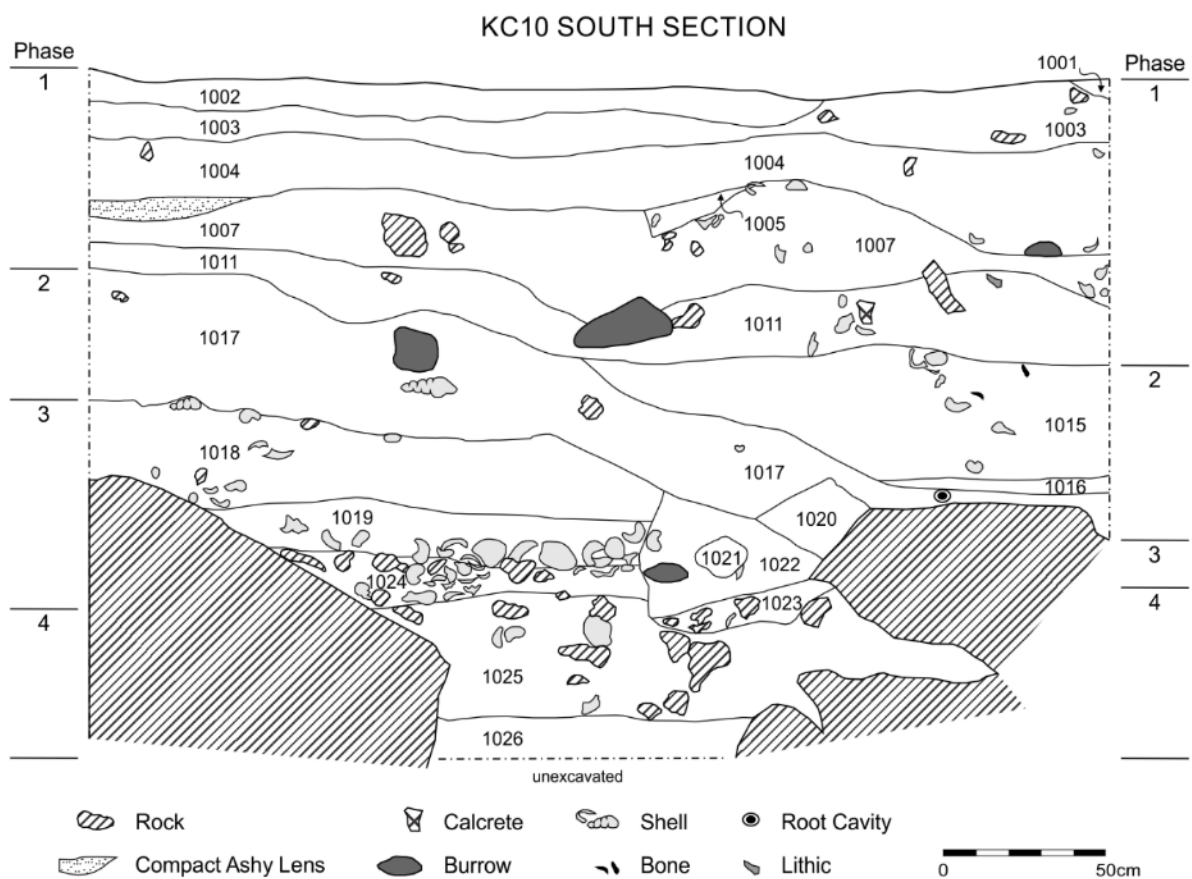 KC10 SOUTH SECTION
Phase
Phase
1001
1
1
1002
1003
1003
1004
1004
1005
1007
1007
1011
2
1011
1017
2
3
1015
1018
1017
1016
1019
1020
1021
1022
3
1024
1023
4
4
1025
1026
unexcavated
Rock
Calcrete
Shell
Root Cavity
Compact Ashy Lens
Burrow
Bone
Lithic
0
50cm